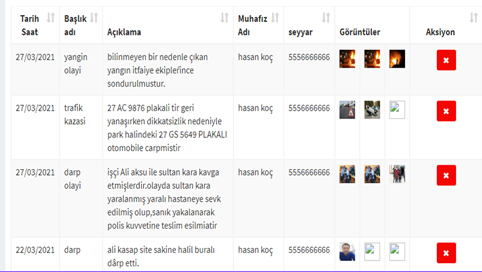 Tarih Saat
Başlık adı
Açıklama
Muhafız Adı
seyyar
Görüntüler
Aksiyon
27/03/2021
yangin olayi
bilinmeyen bir nedenle çıkan
yangın itfaiye ekiplerince
sondurulmustur.
hasan koç
5556666666
27/03/2021
trafik kazasi
27 AC 9876 plakali tir geri
yanaşırken dikkatsizlik nedeniyle
park halindeki 27 GS 5649 PLAKALI
otomobile carpmistir
hasan koç
5556666666
27/03/2021
darp olayi
işçi Ali aksu ile sultan kara kavga
etmişlerdir.olayda sultan kara
yaralanmış yaralı hastaneye sevk
edilmiş olup,sanık yakalanarak
polis kuvvetine teslim esilmiatir
hasan koç
5556666666
22/03/2021
darp
ali kasap site sakine halil buralı
dârp etti.
hasan koç
5556666666